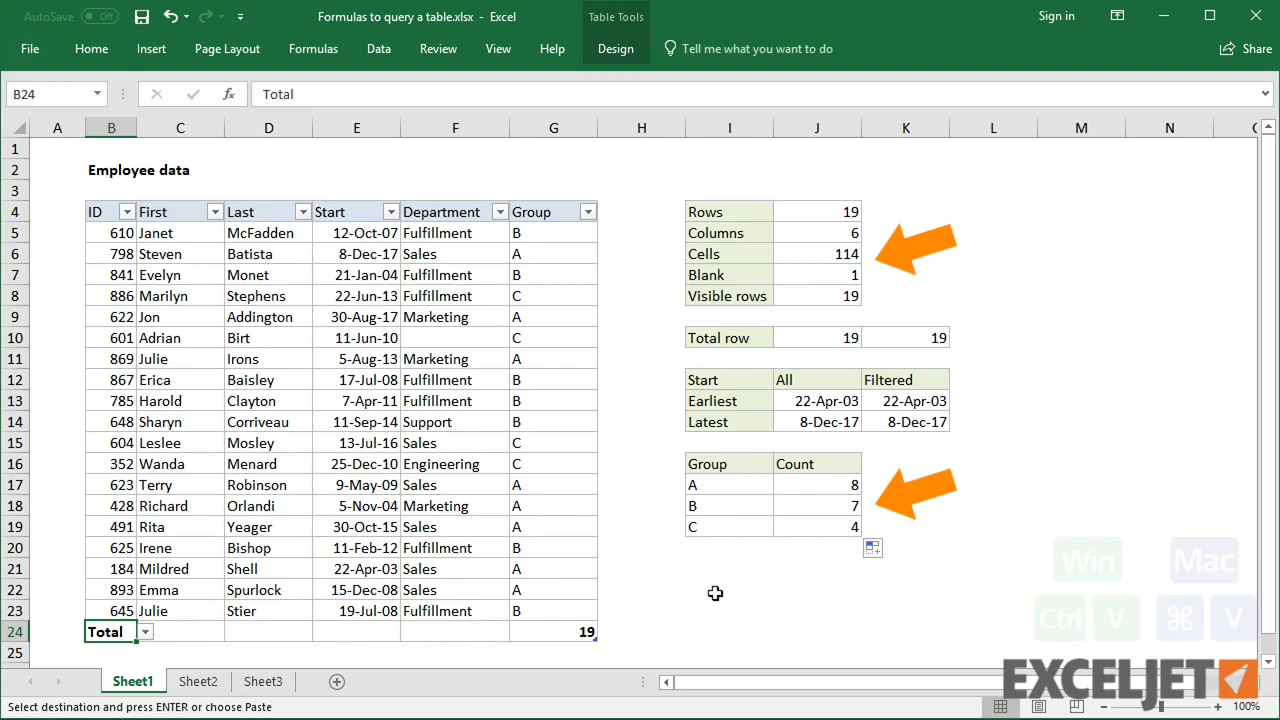 AutoSave Off Formulas to query a table.xlsx - Excel Table Tools Sign in
File Home Insert Page Layout Formulas Data Review View Help Design Tell me what you want to do Share
B24 fx Total
A B C D E F G H I J K L M N
1
2 Employee data
3
4 ID First Last Start Department Group Rows 19
5 610 Janet McFadden 12-Oct-07 Fulfillment B Columns 6
6 798 Steven Batista 8-Dec-17 Sales A Cells 114
7 841 Evelyn Monet 21-Jan-04 Fulfillment B Blank 1
8 886 Marilyn Stephens 22-Jun-13 Fulfillment C Visible rows 19
9 622 Jon Addington 30-Aug-17 Marketing A
10 601 Adrian Birt 11-Jun-10 C Total row 19 19
11 869 Julie Irons 5-Aug-13 Marketing A
12 867 Erica Baisley 17-Jul-08 Fulfillment B Start All Filtered
13 785 Harold Clayton 7-Apr-11 Fulfillment B Earliest 22-Apr-03 22-Apr-03
14 648 Sharyn Corriveau 11-Sep-14 Support B Latest 8-Dec-17 8-Dec-17
15 604 Leslee Mosley 13-Jul-16 Sales C
16 352 Wanda Menard 25-Dec-10 Engineering C Group Count
17 623 Terry Robinson 9-May-09 Sales A A 8
18 428 Richard Orlandi 5-Nov-04 Marketing A B 7
19 491 Rita Yeager 30-Oct-15 Sales A C 4
20 625 Irene Bishop 11-Feb-12 Fulfillment B
21 184 Mildred Shell 22-Apr-03 Sales A Win Mac
22 893 Emma Spurlock 15-Dec-08 Sales A
23 645 Julie Stier 19-Jul-08 Fulfillment B Ctrl V ⌘ V
24 Total 19
25
Sheet1 Sheet2 Sheet3 EXCELJET
Select destination and press ENTER or choose Paste 100%